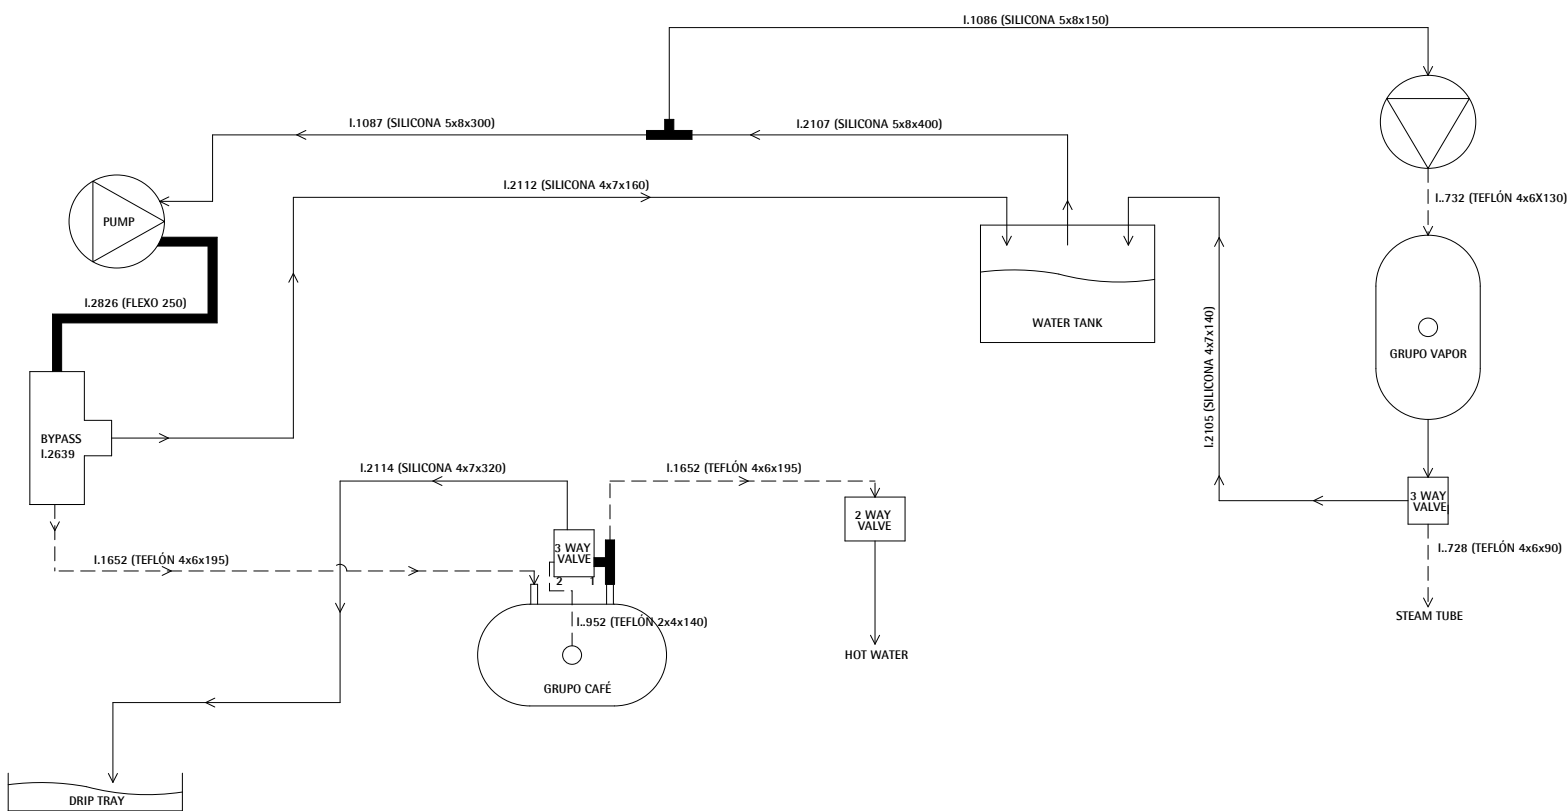 I.1086 (SILICONA 5x8x150)
I.1087 (SILICONA 5x8x300)
I.2107 (SILICONA 5x8x400)
I.2112 (SILICONA 4x7x160)
I..732 (TEFLÓN 4x6X130)
PUMP
I.2826 (FLEXO 250)
WATER TANK
I.2105 (SILICONA 4x7x140)
GRUPO VAPOR
BYPASS
I.2639
I.2114 (SILICONA 4x7x320)
I.1652 (TEFLÓN 4x6x195)
3 WAY
VALVE
2 WAY
VALVE
I.1652 (TEFLÓN 4x6x195)
3 WAY
VALVE
2
1
I..728 (TEFLÓN 4x6x90)
STEAM TUBE
I..952 (TEFLÓN 2x4x140)
HOT WATER
GRUPO CAFÉ
DRIP TRAY